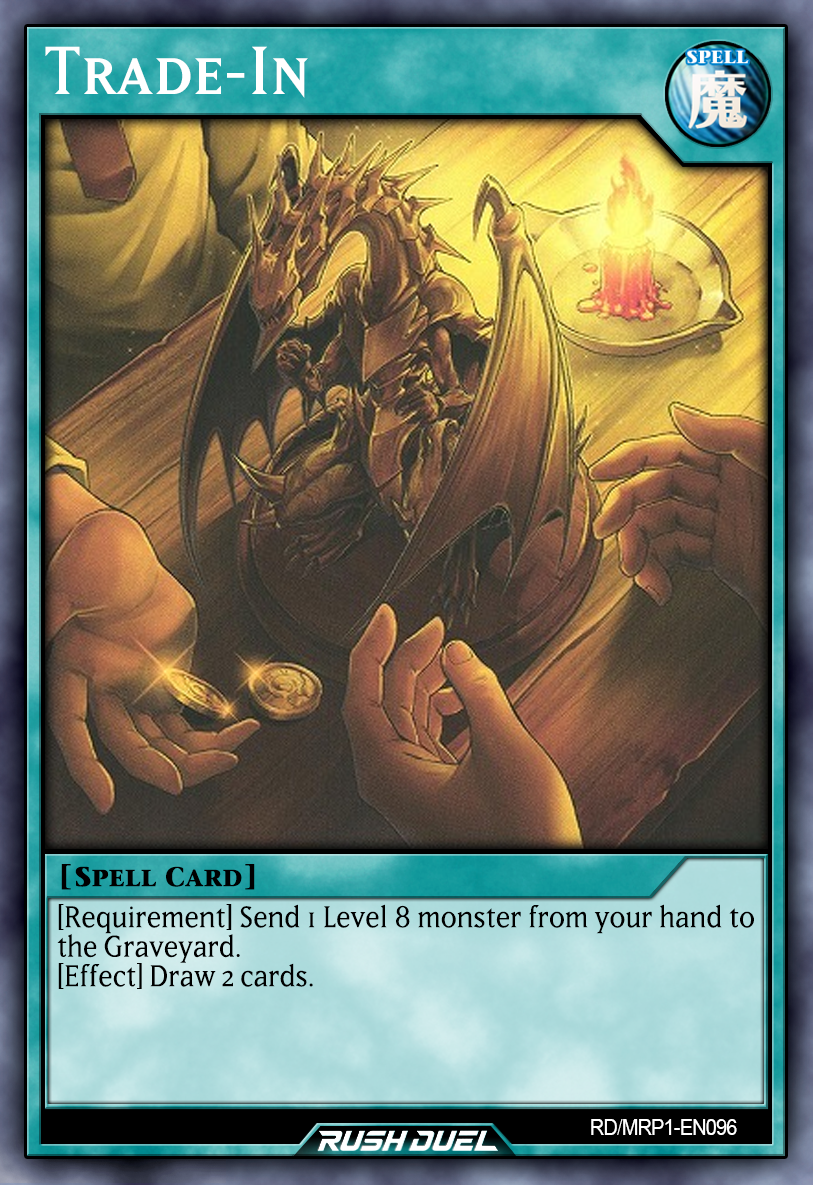 Trade-In
SPELL
魔
[Spell Card]
[Requirement] Send 1 Level 8 monster from your hand to
the Graveyard.
[Effect] Draw 2 cards.
RD/MRP1-EN096
RUSH DUEL